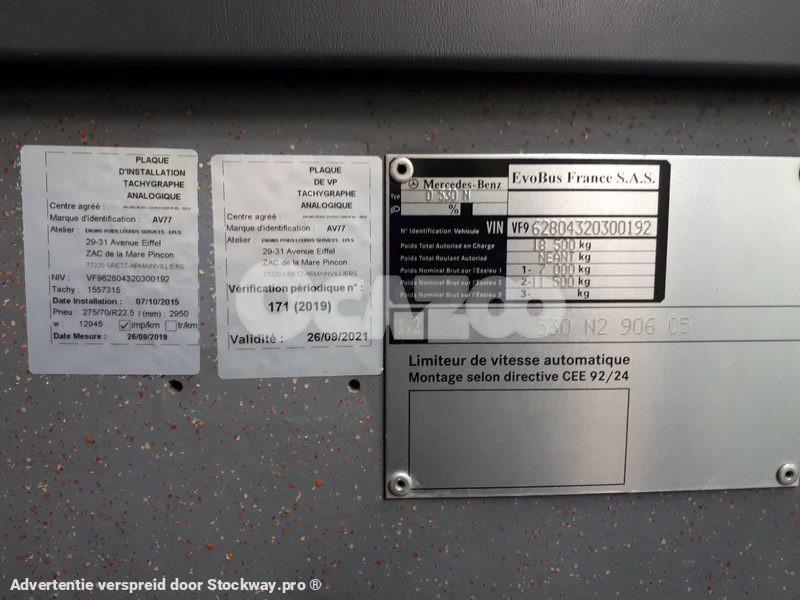 PLAQUE
D'INSTALLATION
TACHYGRAPHE
ANALOGIQUE
Centre agréé :
Marque d'identification : AV77
Atelier : ENGINS POIDS LOURDS SERVICES - EPLS
29-31 Avenue Eiffel
ZAC de la Mare Pincon
77220 GRETZ-ARMAINVILLIERS
NIV : VF962804320300192
Tachy : 1557315
Date Installation : 07/10/2015
Pneu : 275/70/R22.5 l (mm) : 2950
w : 12945 imp/km tr/km
Date Mesure : 26/09/2019
PLAQUE
DE VP
TACHYGRAPHE
ANALOGIQUE
Centre agréé :
Marque d'identification : AV77
Atelier : ENGINS POIDS LOURDS SERVICES - EPLS
29-31 Avenue Eiffel
ZAC de la Mare Pincon
77220 GRETZ-ARMAINVILLIERS
Vérification périodique n° :
171 (2019)
Validité : 26/09/2021
Mercedes-Benz EvoBus France S.A.S.
Typ O 530 N
%
N° Identification Vehicule VIN VF9 62804320300192
Poids Total Autorisé en Charge 18 500 kg
Poids Total Roulant Autorisé NEANT kg
Poids Nominal Brut sur l'Essieu 1 1- 7 000 kg
Poids Nominal Brut sur l'Essieu 2 2- 11 500 kg
Poids Nominal Brut sur l'Essieu 3 3- kg
530 N2 906 C5
Limiteur de vitesse automatique
Montage selon directive CEE 92/24
OCAZOO
Advertentie verspreid door Stockway.pro ®